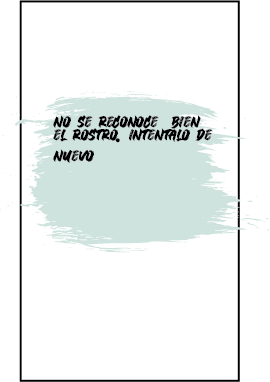 NO SE RECONOCE BIEN
EL ROSTRO, INTENTALO DE
NUEVO